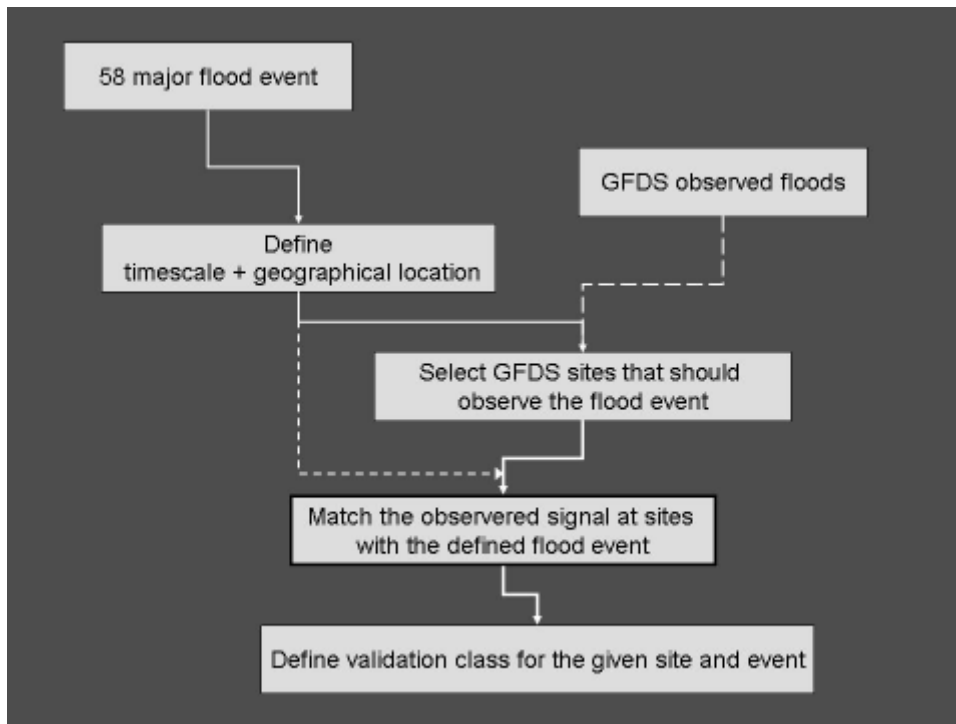 58 major flood event
GFDS observed floods
Define
timescale + geographical location
Select GFDS sites that should
observe the flood event
Match the observered signal at sites
with the defined flood event
Define validation class for the given site and event